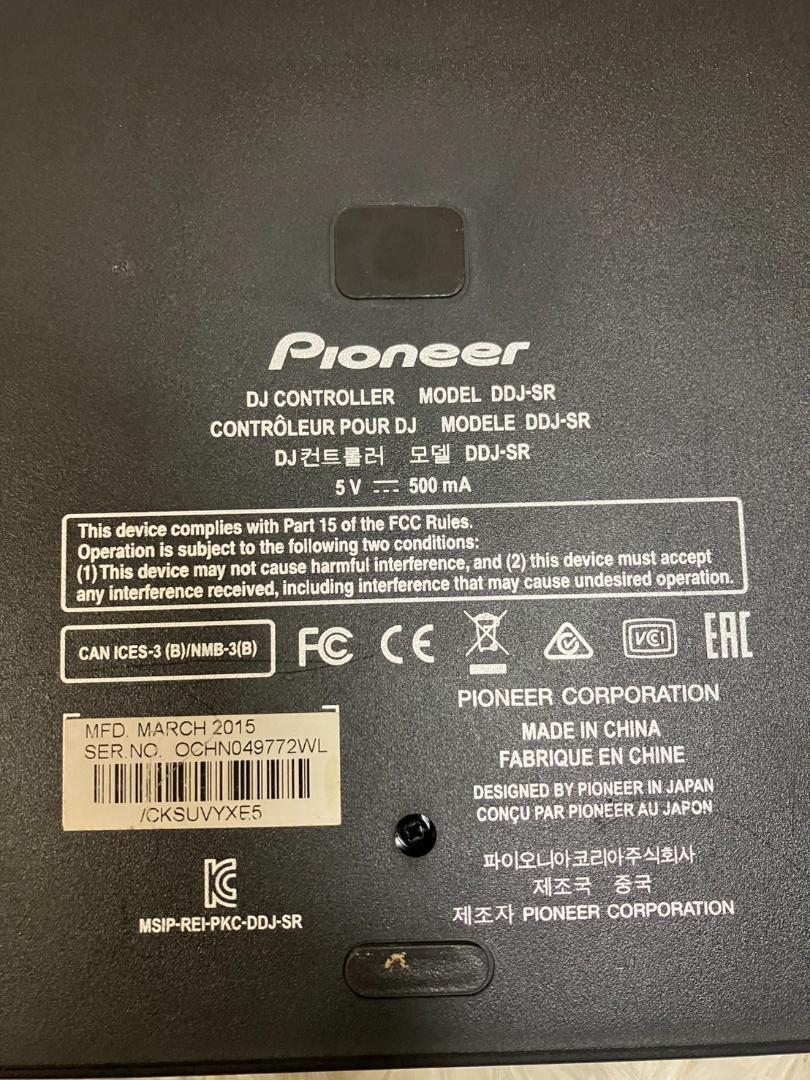 Pioneer
DJ CONTROLLER MODEL DDJ-SR
CONTRÔLEUR POUR DJ MODELE DDJ-SR
DJ 컨트롤러 모델 DDJ-SR
5 V ⎓ 500 mA
This device complies with Part 15 of the FCC Rules.
Operation is subject to the following two conditions:
(1) This device may not cause harmful interference, and (2) this device must accept
any interference received, including interference that may cause undesired operation.
CAN ICES-3 (B)/NMB-3(B)
FC CE VCI EAC
PIONEER CORPORATION
MADE IN CHINA
FABRIQUE EN CHINE
DESIGNED BY PIONEER IN JAPAN
CONÇU PAR PIONEER AU JAPON
MFD. MARCH 2015
SER.NO. OCHN049772WL
/CKSUVYXE5
MSIP-REI-PKC-DDJ-SR
파이오니아코리아주식회사
제조국 중국
제조자 PIONEER CORPORATION